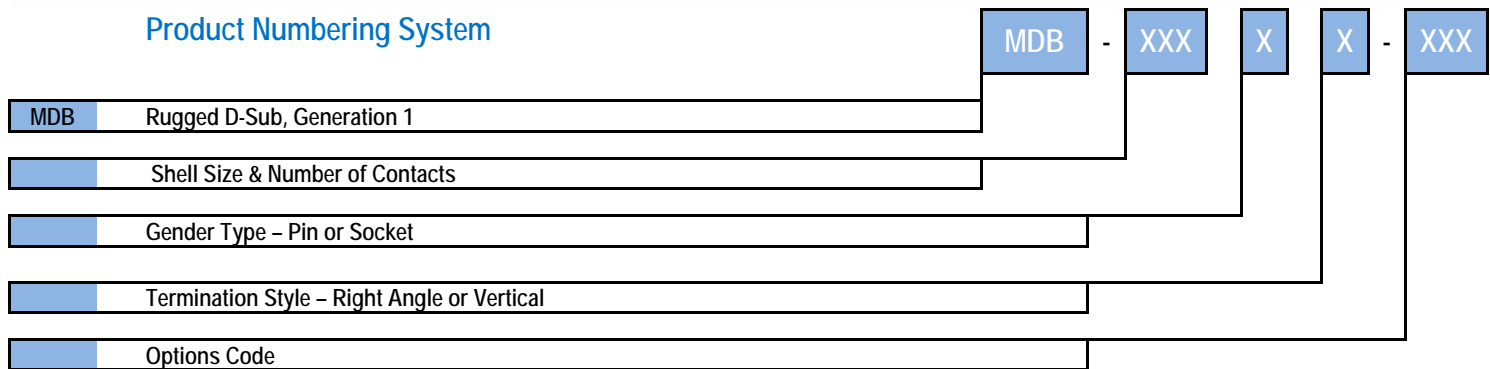 Product Numbering System
MDB - XXX X X - XXX
MDB Rugged D-Sub, Generation 1
Shell Size & Number of Contacts
Gender Type – Pin or Socket
Termination Style – Right Angle or Vertical
Options Code